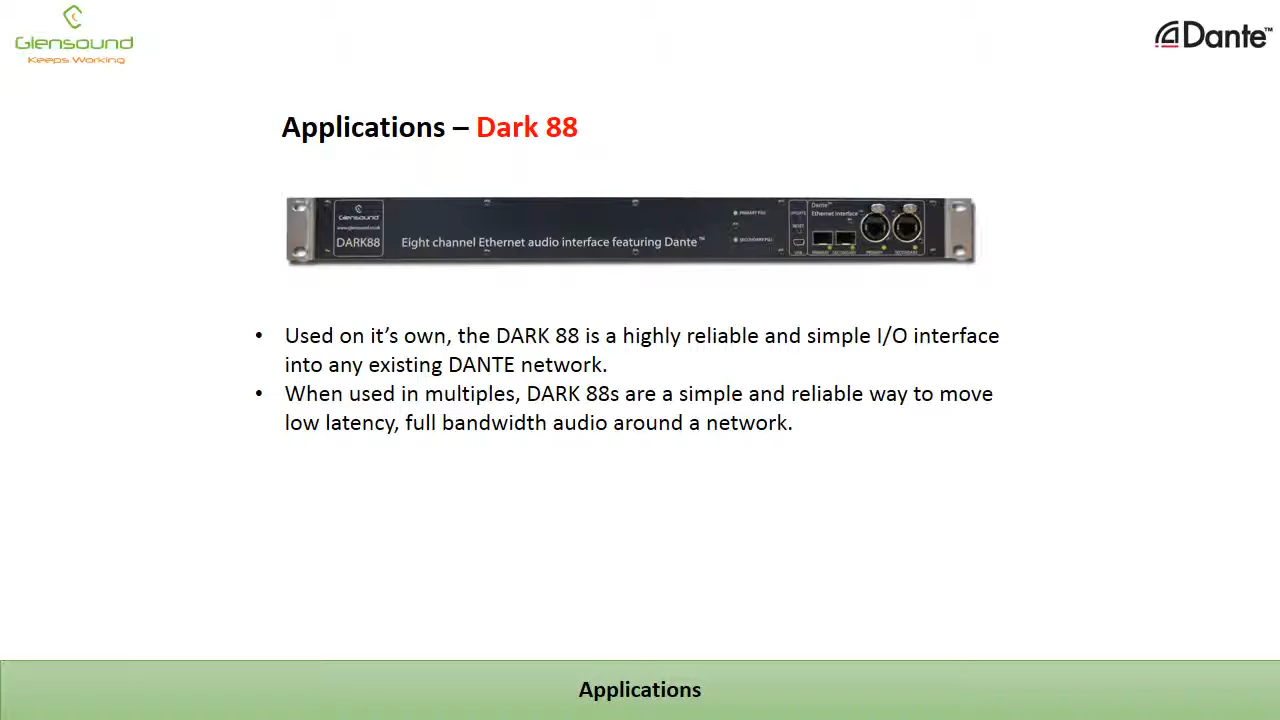 Glensound
Keeps Working
Dante™
Applications – Dark 88
Glensound
www.glensound.co.uk
DARK88
Eight channel Ethernet audio interface featuring Dante™
PRIMARY PSU
SECONDARY PSU
UPDATE
RESET
USB
Dante™
Ethernet Interface
PRIMARY SECONDARY PRIMARY SECONDARY
• Used on it’s own, the DARK 88 is a highly reliable and simple I/O interface
into any existing DANTE network.
• When used in multiples, DARK 88s are a simple and reliable way to move
low latency, full bandwidth audio around a network.
Applications